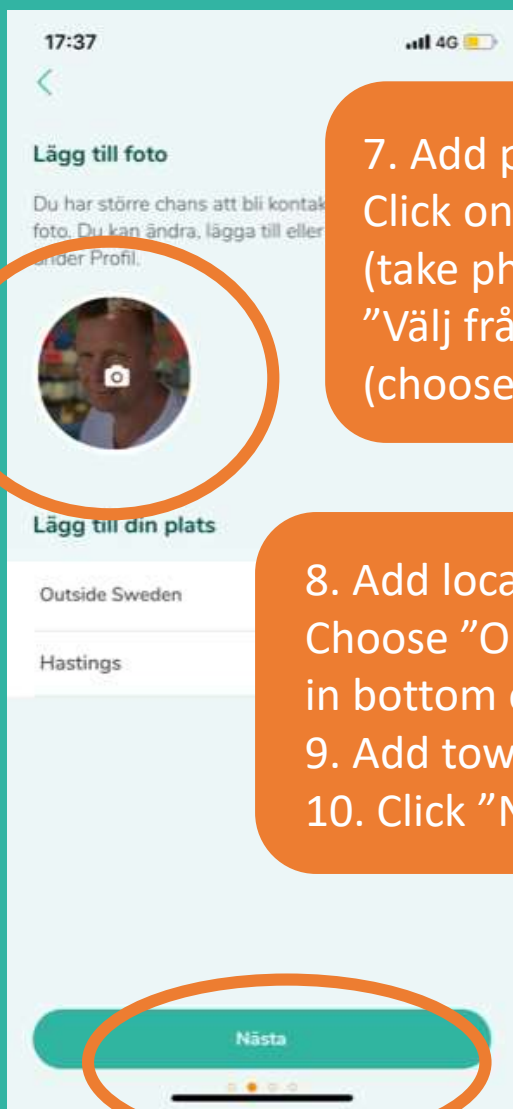 17:37
4G
Lägg till foto
Du har större chans att bli kontak
foto. Du kan ändra, lägga till eller
under Profil.
7. Add p
Click on
(take ph
”Välj frå
(choose
Lägg till din plats
Outside Sweden
Hastings
8. Add loca
Choose ”O
in bottom
9. Add tow
10. Click ”N
Nästa